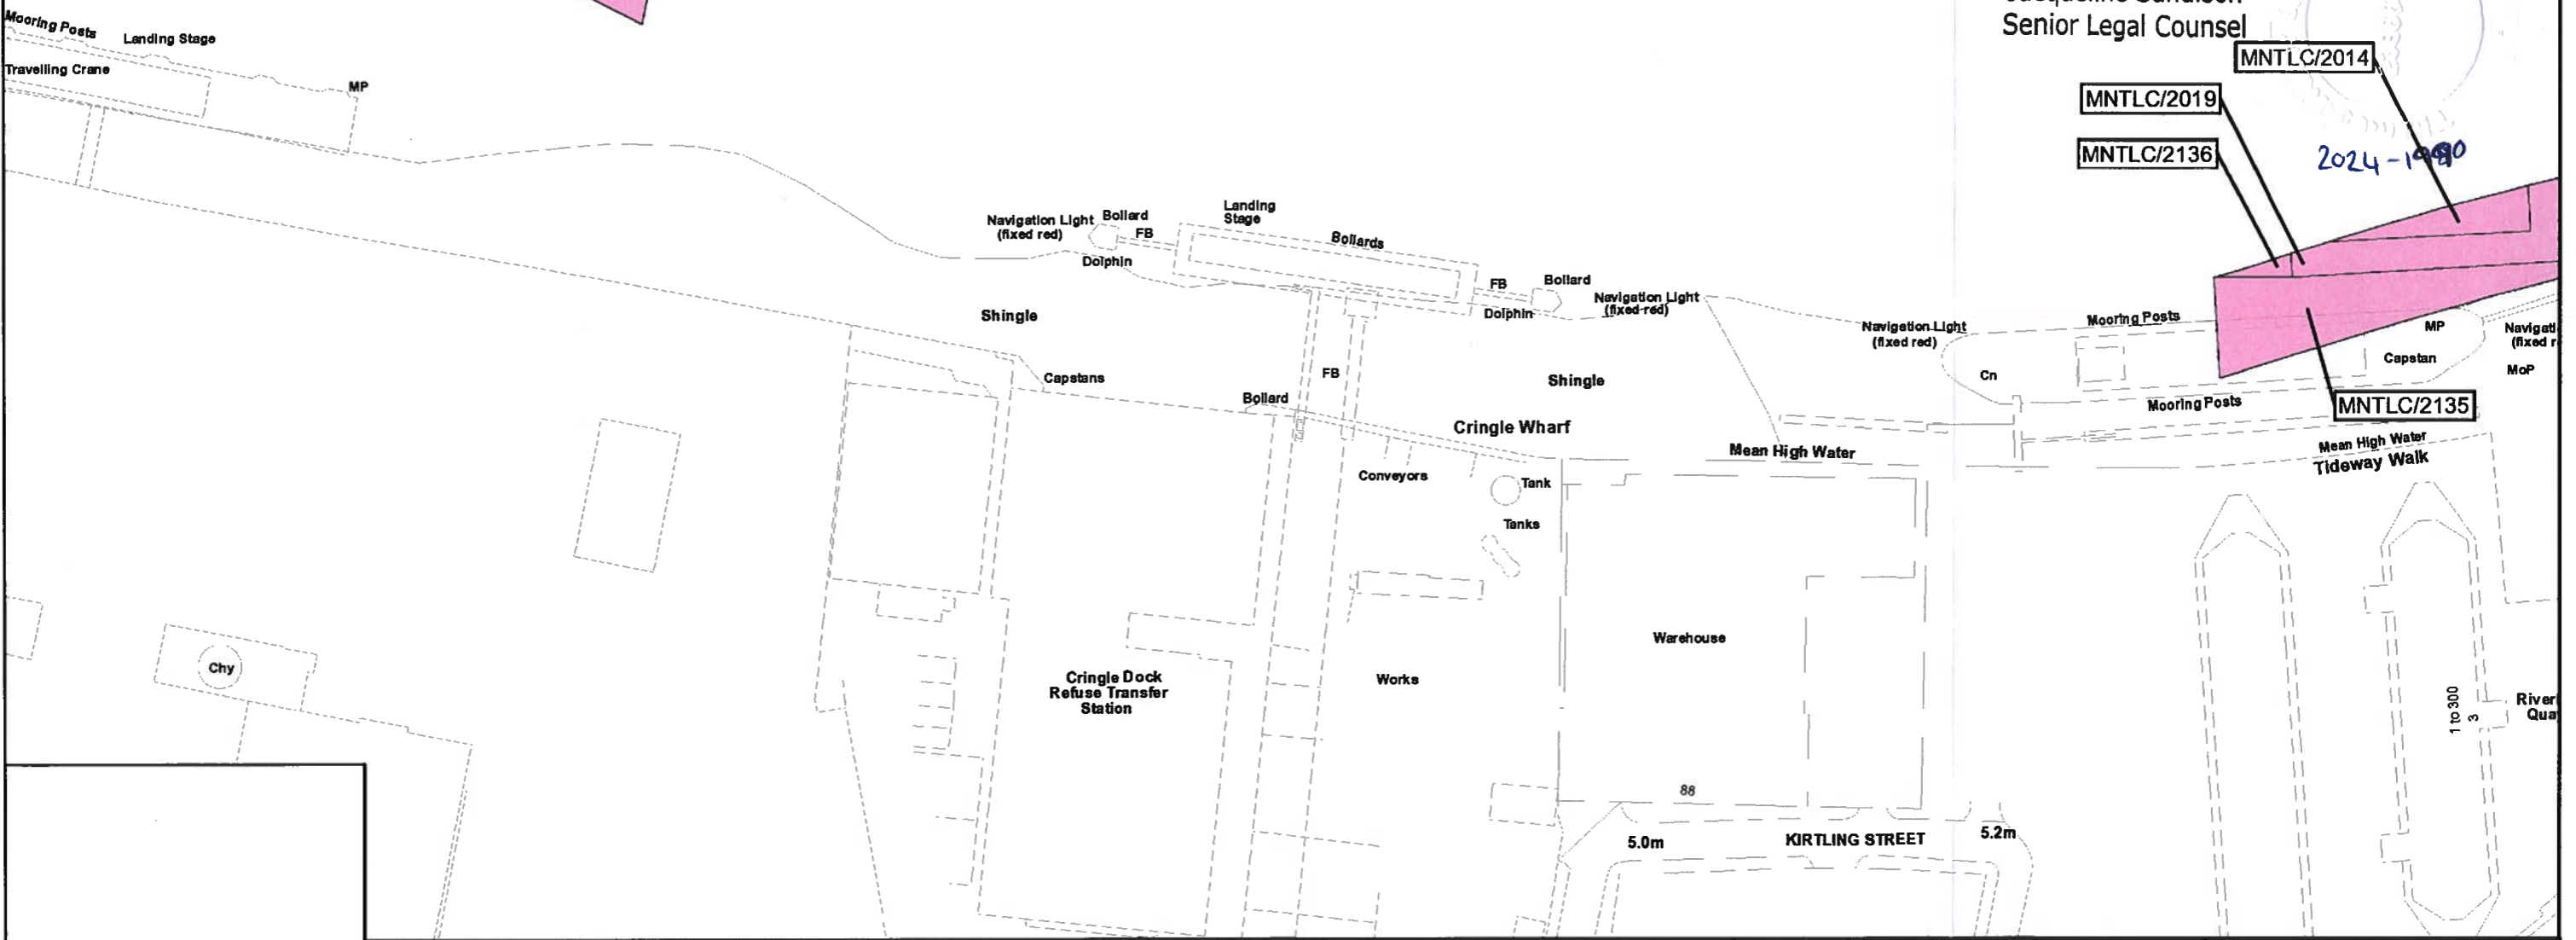 Senior Legal Counsel
MNTLC/2014
MNTLC/2019
MNTLC/2136
Mooring Posts
Landing Stage
Travelling Crane
MP
Navigation Light
(fixed red)
Bollard
FB
Dolphin
Landing
Stage
Bollards
FB
Bollard
Dolphin
Navigation Light
(fixed red)
Navigation Light
(fixed red)
Mooring Posts
MP
Capstan
MoP
Cn
Mooring Posts
MNTLC/2135
Shingle
Capstans
FB
Shingle
Bollard
Cringle Wharf
Mean High Water
Mean High Water
Tideway Walk
Conveyors
Tank
Tanks
Chy
Cringle Dock
Refuse Transfer
Station
Works
Warehouse
1 to 300
3
88
5.0m
KIRTLING STREET
5.2m